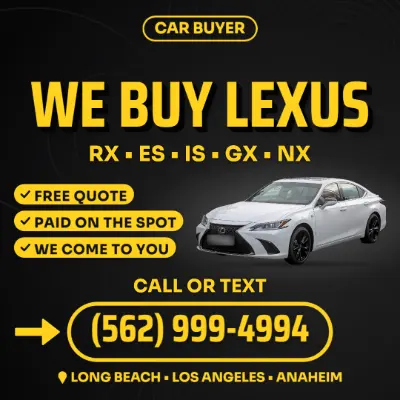 CAR BUYER
WE BUY LEXUS
RX ▪ ES ▪ IS ▪ GX ▪ NX
FREE QUOTE
PAID ON THE SPOT
WE COME TO YOU
CALL OR TEXT
(562) 999-4994
LONG BEACH ▪ LOS ANGELES ▪ ANAHEIM